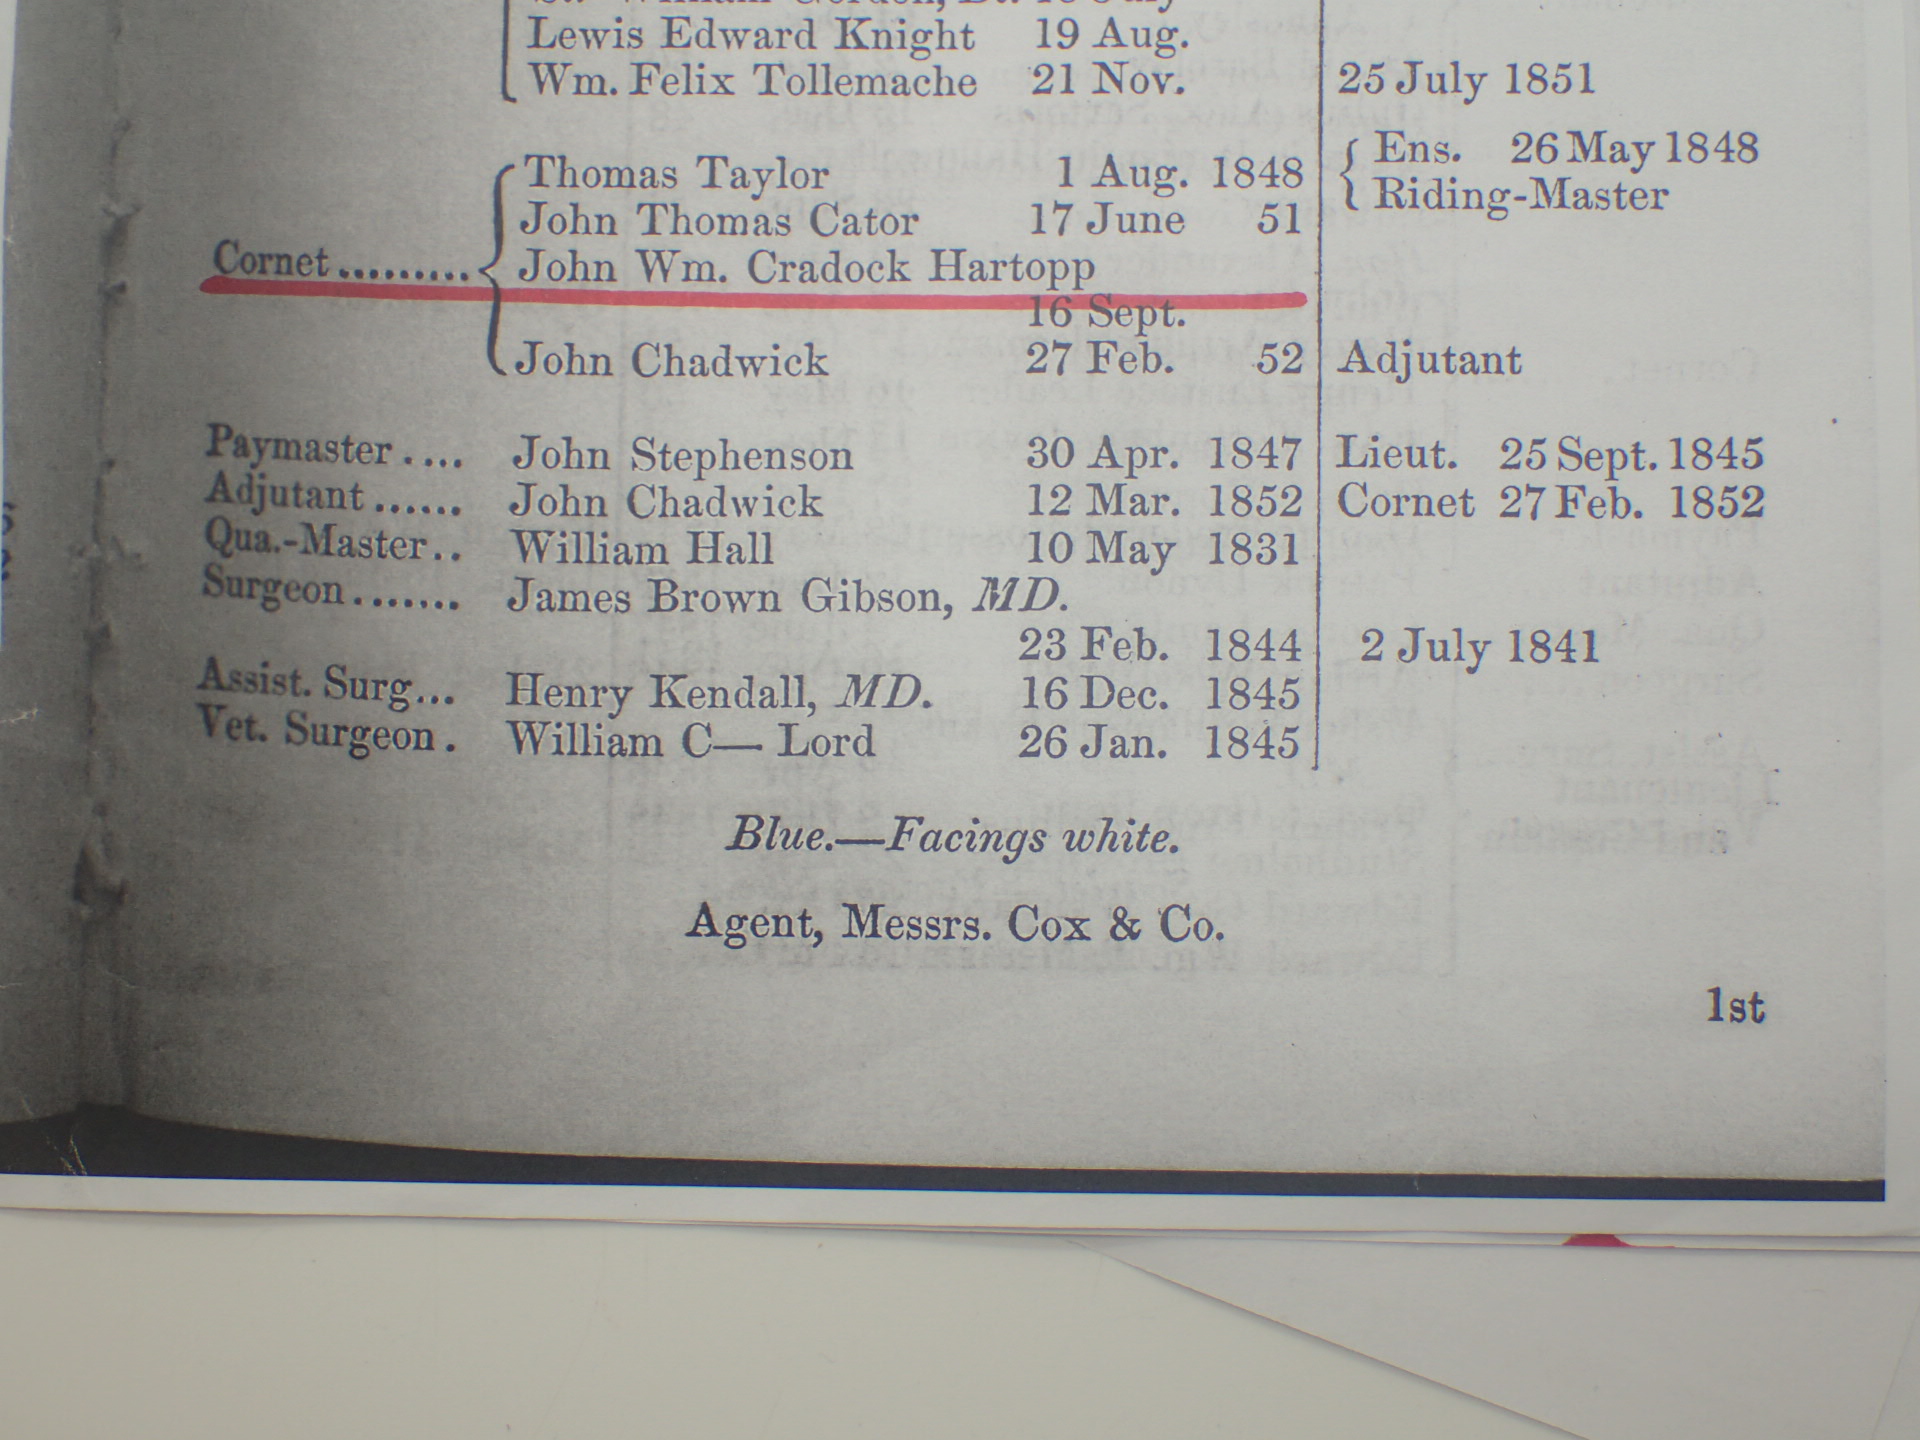 William Gordon, Bt. 18 July
Lewis Edward Knight 19 Aug.
Wm. Felix Tollemache 21 Nov. 25 July 1851
Thomas Taylor 1 Aug. 1848 Ens. 26 May 1848
John Thomas Cator 17 June 51 Riding-Master
Cornet......... John Wm. Cradock Hartopp
16 Sept.
John Chadwick 27 Feb. 52 Adjutant
Paymaster.... John Stephenson 30 Apr. 1847 Lieut. 25 Sept. 1845
Adjutant...... John Chadwick 12 Mar. 1852 Cornet 27 Feb. 1852
Qua.-Master.. William Hall 10 May 1831
Surgeon....... James Brown Gibson, MD.
23 Feb. 1844 2 July 1841
Assist. Surg... Henry Kendall, MD. 16 Dec. 1845
Vet. Surgeon. William C— Lord 26 Jan. 1845
Blue.—Facings white.
Agent, Messrs. Cox & Co.
1st